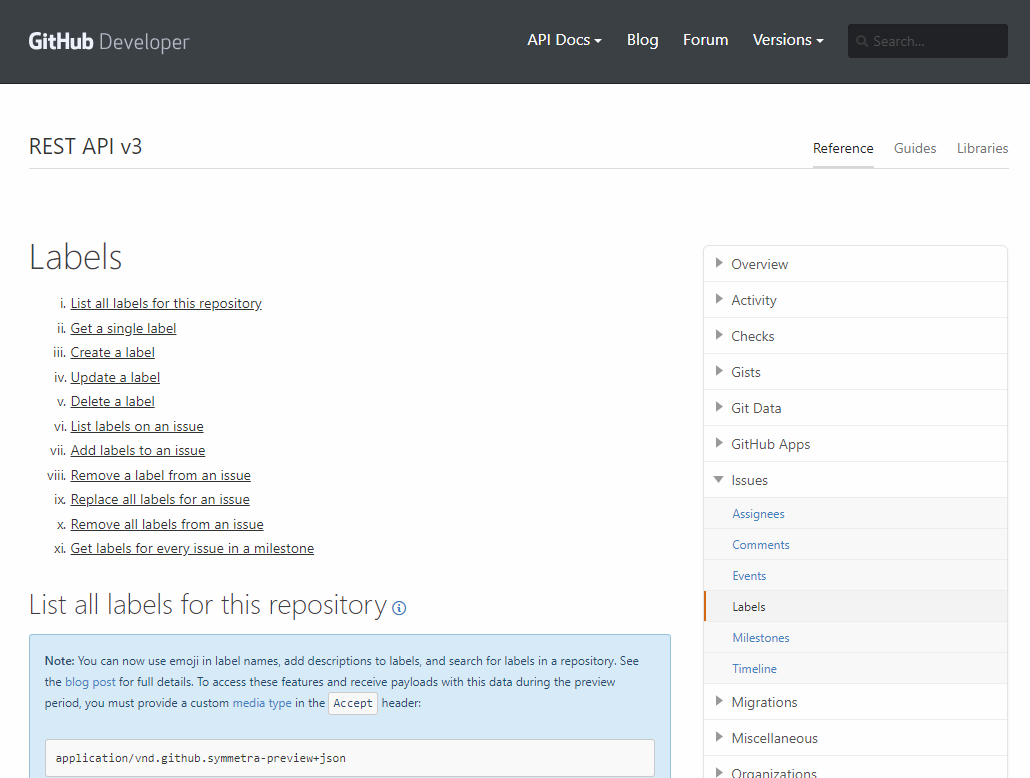 GitHub Developer
API Docs
Blog
Forum
Versions
Search...
REST API v3
Reference
Guides
Libraries
Labels
i. List all labels for this repository
ii. Get a single label
iii. Create a label
iv. Update a label
v. Delete a label
vi. List labels on an issue
vii. Add labels to an issue
viii. Remove a label from an issue
ix. Replace all labels for an issue
x. Remove all labels from an issue
xi. Get labels for every issue in a milestone
List all labels for this repository
Note: You can now use emoji in label names, add descriptions to labels, and search for labels in a repository. See
the blog post for full details. To access these features and receive payloads with this data during the preview
period, you must provide a custom media type in the Accept header:
application/vnd.github.symmetra-preview+json
Overview
Activity
Checks
Gists
Git Data
GitHub Apps
Issues
Assignees
Comments
Events
Labels
Milestones
Timeline
Migrations
Miscellaneous
Organizations